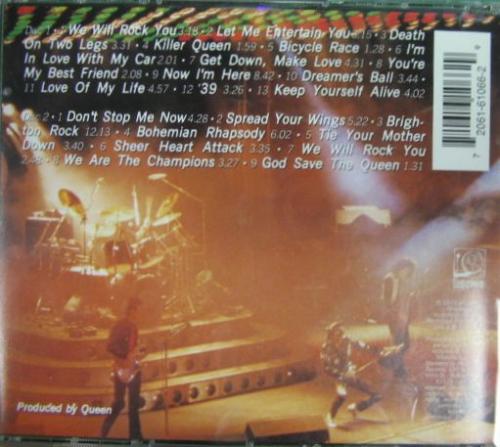 Disc 1 · 1 We Will Rock You 3.18 · 2 Let Me Entertain You 3.15 · 3 Death
On Two Legs 3.31 · 4 Killer Queen 1.59 · 5 Bicycle Race 1.28 · 6 I'm
In Love With My Car 2.01 · 7 Get Down, Make Love 4.31 · 8 You're
My Best Friend 2.08 · 9 Now I'm Here 8.42 · 10 Dreamer's Ball 3.44 ·
11 Love Of My Life 4.57 · 12 '39 3.26 · 13 Keep Yourself Alive 4.02
Disc 2 · 1 Don't Stop Me Now 4.28 · 2 Spread Your Wings 5.22 · 3 Brigh-
ton Rock 12.13 · 4 Bohemian Rhapsody 6.02 · 5 Tie Your Mother
Down 3.40 · 6 Sheer Heart Attack 3.35 · 7 We Will Rock You
2.48 · 8 We Are The Champions 3.27 · 9 God Save The Queen 1.31
7 2061-61066-2 9
Produced by Queen